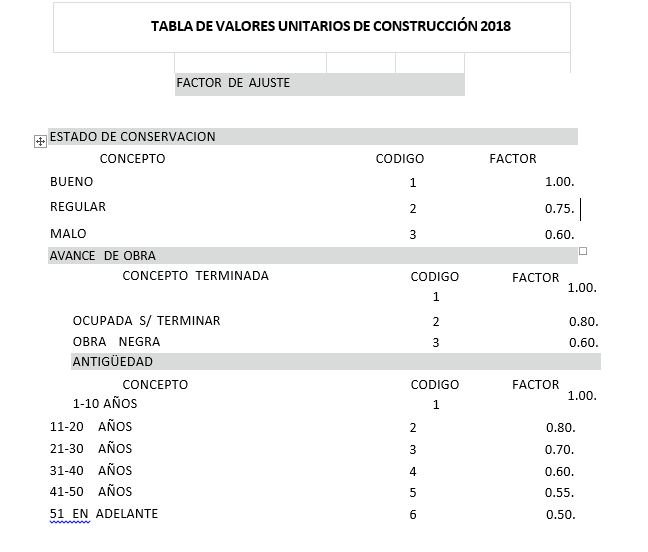 TABLA DE VALORES UNITARIOS DE CONSTRUCCIÓN 2018
FACTOR DE AJUSTE
ESTADO DE CONSERVACION
CONCEPTO CODIGO FACTOR
BUENO 1 1.00.
REGULAR 2 0.75.
MALO 3 0.60.
AVANCE DE OBRA
CONCEPTO TERMINADA CODIGO FACTOR 1.00.
1
OCUPADA S/ TERMINAR 2 0.80.
OBRA NEGRA 3 0.60.
ANTIGÜEDAD
CONCEPTO CODIGO FACTOR 1.00.
1-10 AÑOS 1
11-20 AÑOS 2 0.80.
21-30 AÑOS 3 0.70.
31-40 AÑOS 4 0.60.
41-50 AÑOS 5 0.55.
51 EN ADELANTE 6 0.50.